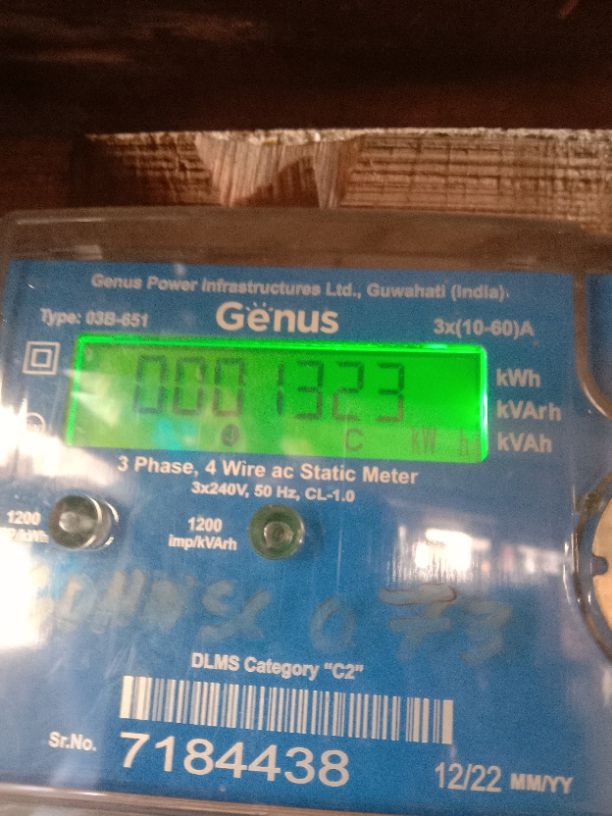 Genus Power Infrastructures Ltd., Guwahati (India)
Type: 03B-651
Genus
3x(10-60)A
0001323
kWh
kVArh
kVAh
C KW h
3 Phase, 4 Wire ac Static Meter
3x240V, 50 Hz, CL-1.0
1200
1200
imp/kVArh
073
DLMS Category "C2"
Sr.No. 7184438
12/22 MM/YY